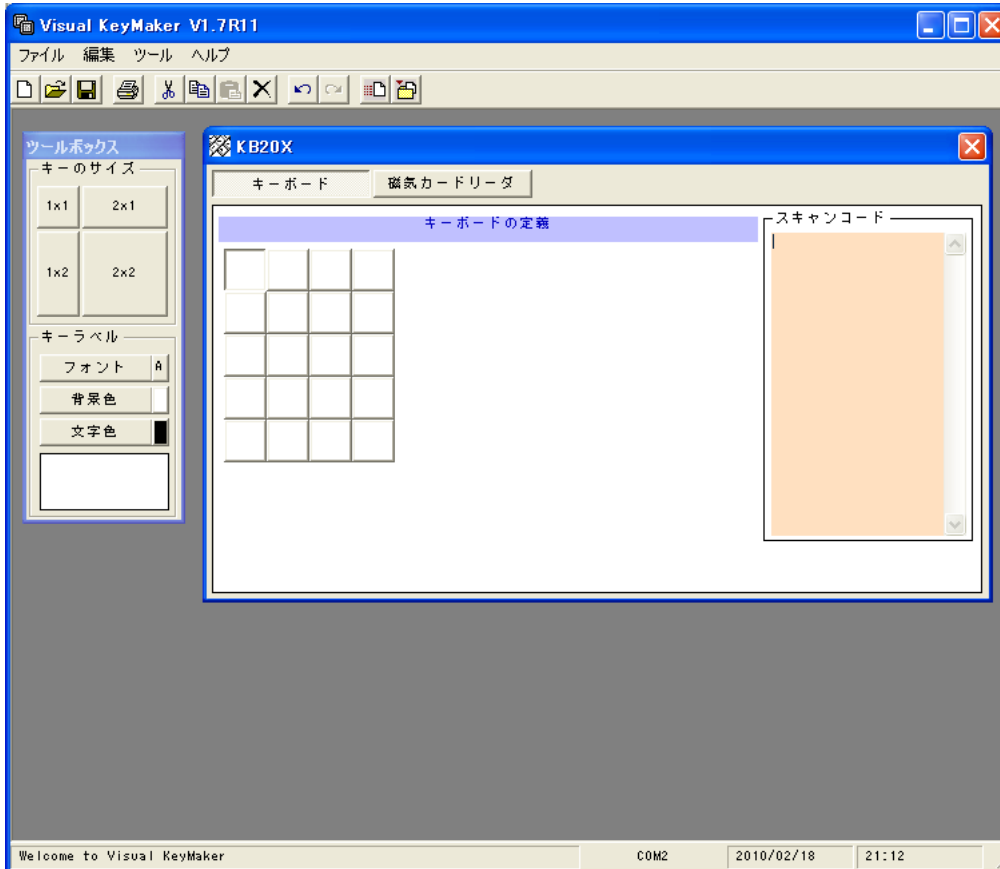 Visual KeyMaker V1.7R11
ファイル 編集 ツール ヘルプ
ツールボックス
キーのサイズ
1x1 2x1
1x2 2x2
キーラベル
フォント A
背景色
文字色
KB20X
キーボード 磁気カードリーダ
キーボードの定義
スキャンコード
Welcome to Visual KeyMaker COM2 2010/02/18 21:12